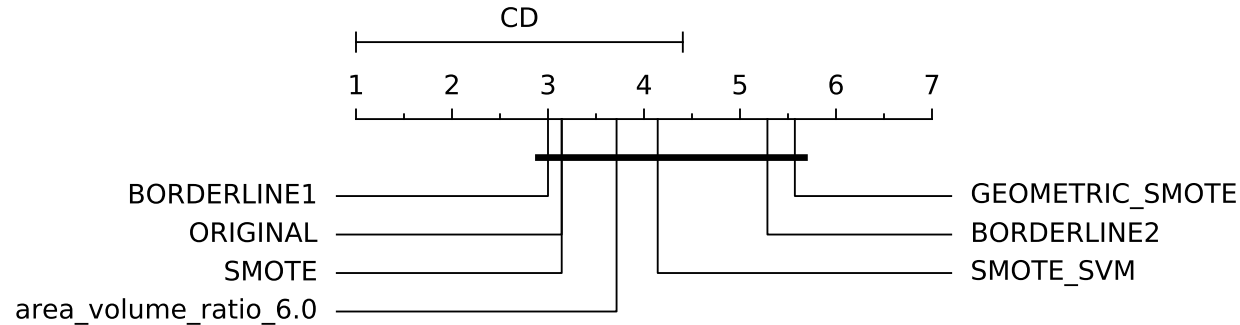 CD
1 2 3 4 5 6 7
BORDERLINE1
GEOMETRIC_SMOTE
ORIGINAL
BORDERLINE2
SMOTE
SMOTE_SVM
area_volume_ratio_6.0